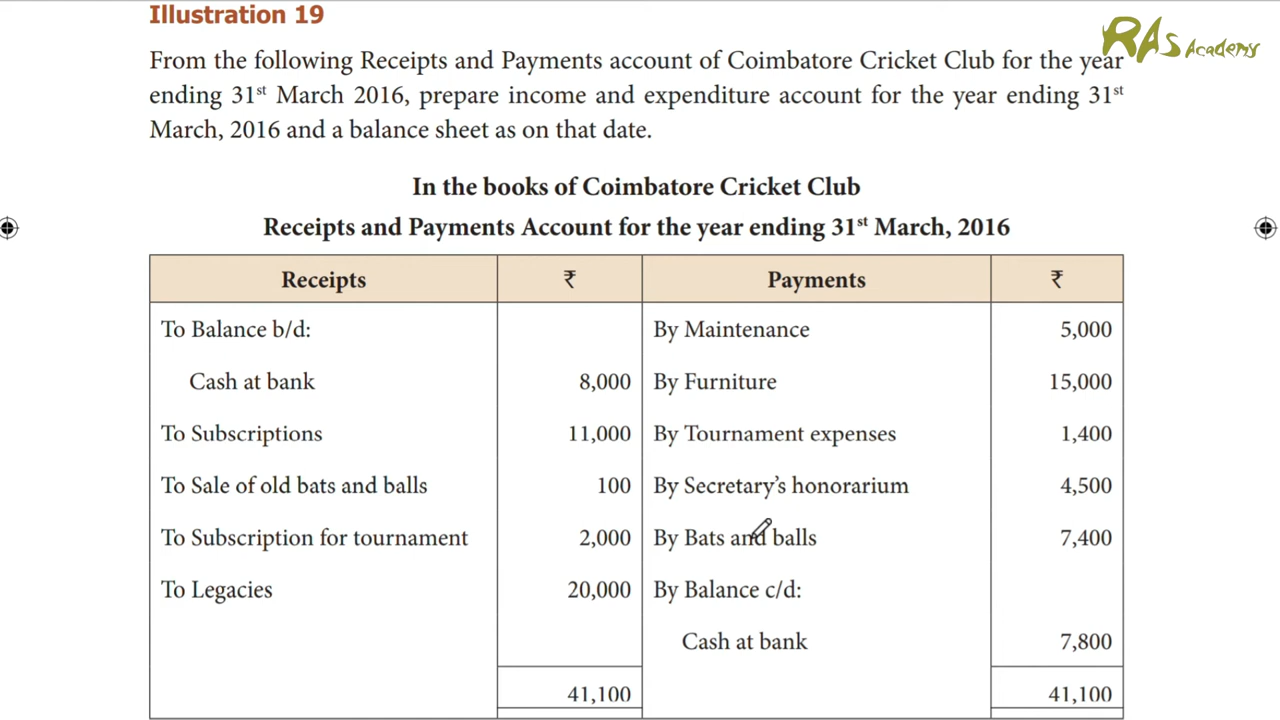 Illustration 19
RAS Academy
From the following Receipts and Payments account of Coimbatore Cricket Club for the year
ending 31st March 2016, prepare income and expenditure account for the year ending 31st
March, 2016 and a balance sheet as on that date.
In the books of Coimbatore Cricket Club
Receipts and Payments Account for the year ending 31st March, 2016
Receipts ₹ Payments ₹
To Balance b/d: By Maintenance 5,000
Cash at bank 8,000 By Furniture 15,000
To Subscriptions 11,000 By Tournament expenses 1,400
To Sale of old bats and balls 100 By Secretary’s honorarium 4,500
To Subscription for tournament 2,000 By Bats and balls 7,400
To Legacies 20,000 By Balance c/d:
Cash at bank 7,800
41,100 41,100